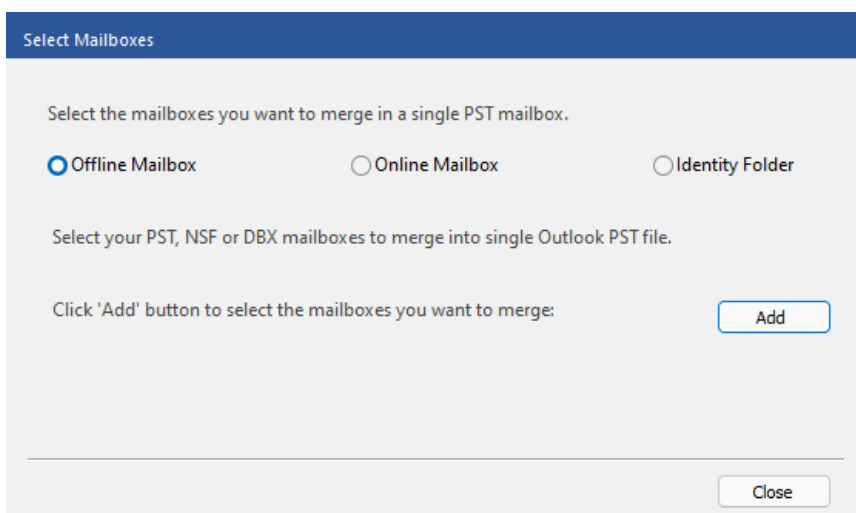 Select Mailboxes
Select the mailboxes you want to merge in a single PST mailbox.
Offline Mailbox Online Mailbox Identity Folder
Select your PST, NSF or DBX mailboxes to merge into single Outlook PST file.
Click 'Add' button to select the mailboxes you want to merge: Add
Close